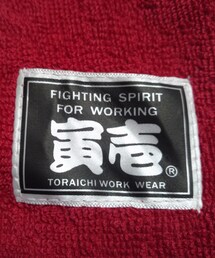 FIGHTING SPIRIT
FOR WORKING
寅壱®
TORAICHI WORK WEAR